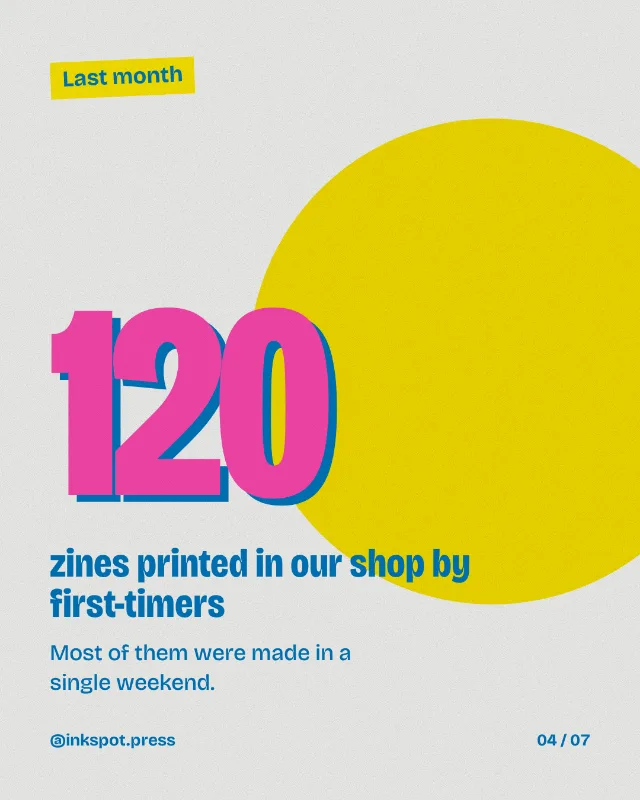 Last month
120
zines printed in our shop by
first-timers
Most of them were made in a
single weekend.
@inkspot.press
04 / 07